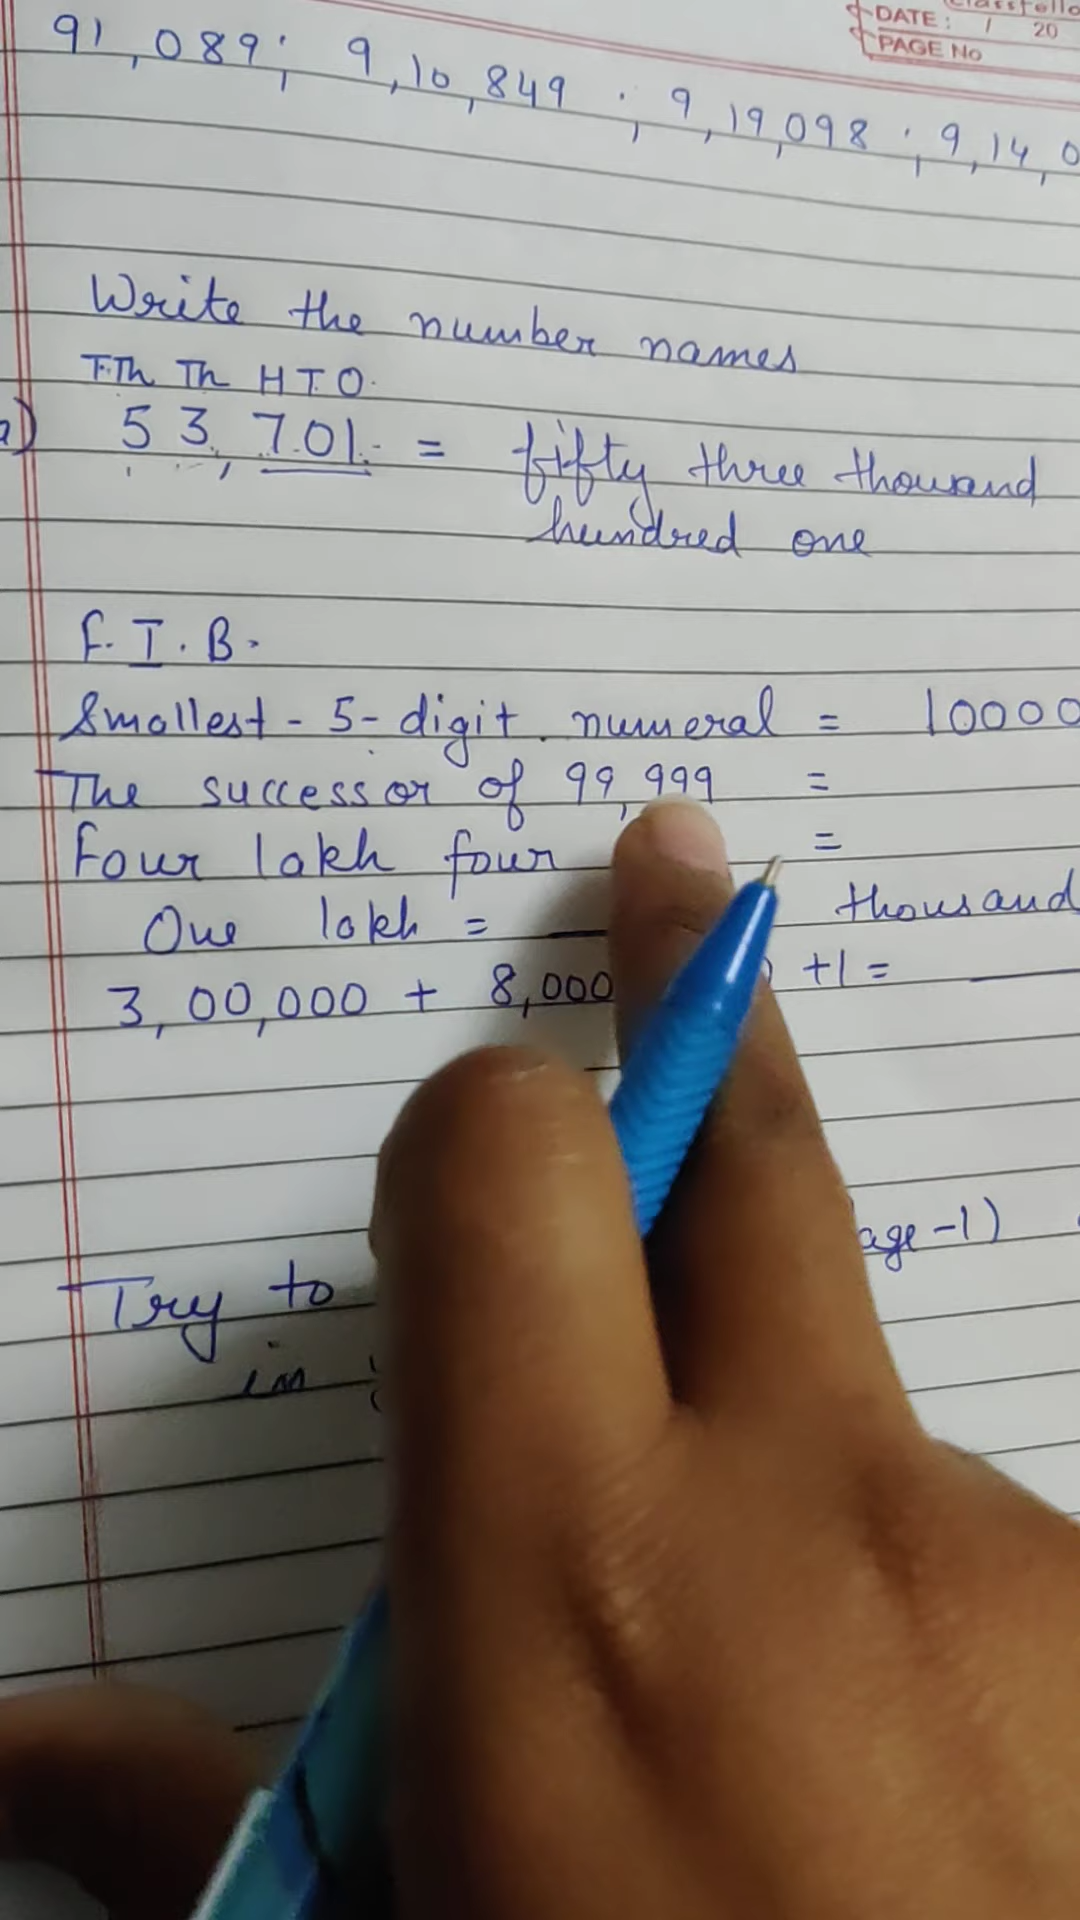 DATE: / 20
PAGE No
91,089; 9,10,849 ; 9,19,098 ; 9,14,0
Write the number names
T.Th Th H T O.
a) 53,701 = fifty three thousand
hundred one
F.I.B.
Smallest - 5 - digit numeral = 10000
The successor of 99,999 =
Four lakh four =
One lakh = thousand
3,00,000 + 8,000 +1 =
age -1)
Try to
in